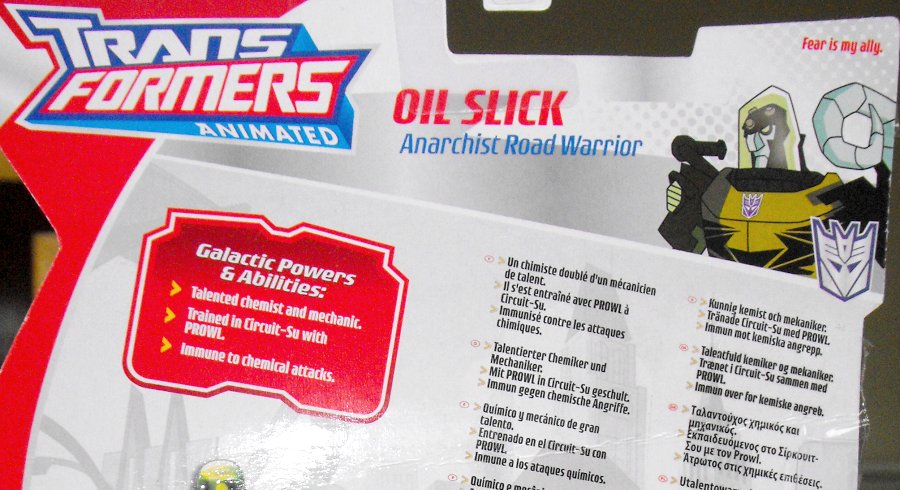 TRANS
FORMERS
ANIMATED
OIL SLICK
Anarchist Road Warrior
Fear is my ally.
Galactic Powers
& Abilities:
Talented chemist and mechanic.
Trained in Circuit-Su with
PROWL.
Immune to chemical attacks.
Un chimiste doublé d'un mécanicien
de talent.
Il s'est entraîné avec PROWL à
Circuit-Su.
Immunisé contre les attaques
chimiques.
Talentierter Chemiker und
Mechaniker.
Mit PROWL in Circuit-Su geschult.
Immun gegen chemische Angriffe.
Químico y mecánico de gran
talento.
Entrenado en el Circuit-Su con
PROWL.
Inmune a los ataques químicos.
Químico e
Kunnig kemist och mekaniker.
Tränade Circuit-Su med PROWL.
Immun mot kemiska angrepp.
Talentfuld kemiker og mekaniker.
Trænet i Circuit-Su sammen med
PROWL.
Immun over for kemiske angreb.
Ταλαντούχος χημικός και
μηχανικός.
Εκπαιδευόμενος στο Σίρκουιτ-
Σου με τον Prowl.
Άτρωτος στις χημικές επιθέσεις.